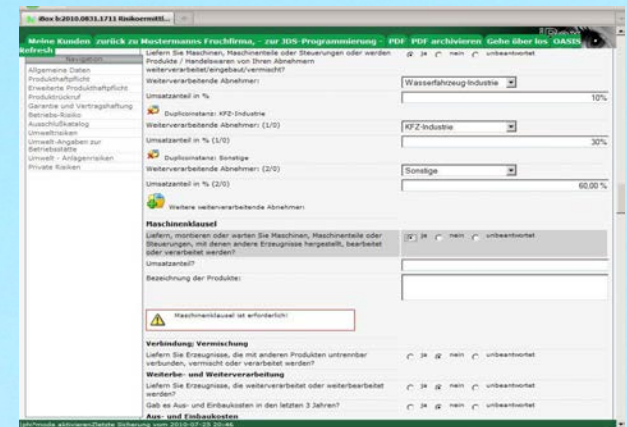 iBox b:2010.0831.1711 Risikoermittl...
Meine Kunden zurück zu Mustermanns Fruchfirma, - zur JDS-Programmierung - PDF PDF archivieren Gehe über los OASIS
Refresh
Navigation
Allgemeine Daten
Produkthaftpflicht
Erweiterte Produkthaftpflicht
Produktrückruf
Garantie und Vertragshaftung
Betriebs-Risiko
Ausschlußkatalog
Umweltrisiken
Umwelt-Angaben zur
Betriebsstätte
Umwelt - Anlagenrisiken
Private Risiken
Liefern Sie Maschinen, Maschinenteile oder Steuerungen oder werden
Produkte / Handelswaren von Ihren Abnehmern
weiterverarbeitet/eingebaut/vermischt?
ja nein unbeantwortet
Weiterverarbeitende Abnehmer:
Wasserfahrzeug-Industrie
Umsatzanteil in %
10%
Duplicoinstanz: KFZ-Industrie
Weiterverarbeitende Abnehmer: (1/0)
KFZ-Industrie
Umsatzanteil in % (1/0)
30%
Duplicoinstanz: Sonstige
Weiterverarbeitende Abnehmer: (2/0)
Sonstige
Umsatzanteil in % (2/0)
60,00 %
Weitere weiterverarbeitende Abnehmer:
Maschinenklausel
Liefern, montieren oder warten Sie Maschinen, Maschinenteile oder
Steuerungen, mit denen andere Erzeugnisse hergestellt, bearbeitet
oder verarbeitet werden?
ja nein unbeantwortet
Umsatzanteil?
Bezeichnung der Produkte:
Maschinenklausel ist erforderlich!
Verbindung; Vermischung
Liefern Sie Erzeugnisse, die mit anderen Produkten untrennbar
verbunden, vermischt oder verarbeitet werden?
ja nein unbeantwortet
Weiterbe- und Weiterverarbeitung
Liefern Sie Erzeugnisse, die weiterverarbeitet oder weiterbearbeitet
werden?
ja nein unbeantwortet
Gab es Aus- und Einbaukosten in den letzten 3 Jahren?
ja nein unbeantwortet
Aus- und Einbaukosten
mode aktivieren/letzte Sicherung vom 2010-07-25 20:46